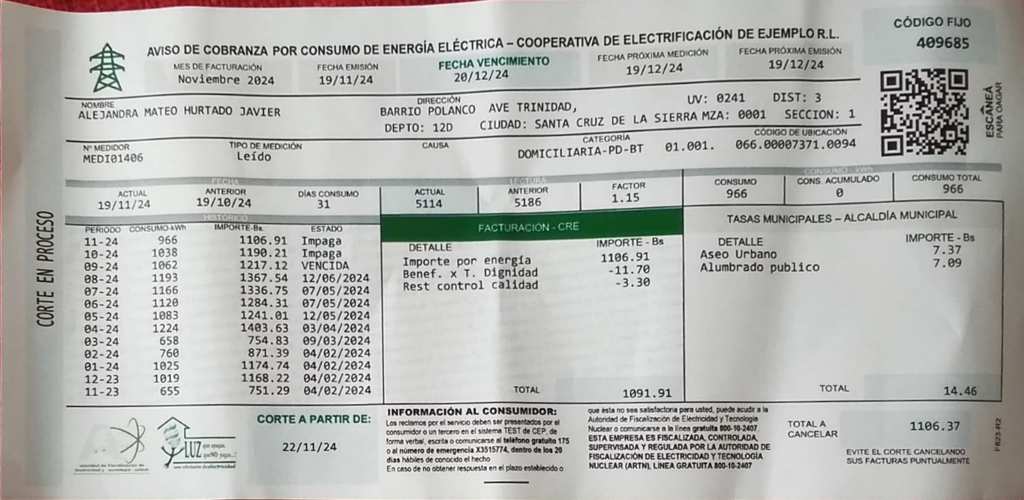 AVISO DE COBRANZA POR CONSUMO DE ENERGÍA ELÉCTRICA – COOPERATIVA DE ELECTRIFICACIÓN DE EJEMPLO R.L.
CÓDIGO FIJO
409685
MES DE FACTURACIÓN FECHA EMISIÓN FECHA VENCIMIENTO FECHA PRÓXIMA MEDICIÓN FECHA PRÓXIMA EMISIÓN
Noviembre 2024 19/11/24 20/12/24 19/12/24 19/12/24
NOMBRE DIRECCIÓN
ALEJANDRA MATEO HURTADO JAVIER BARRIO POLANCO AVE TRINIDAD, UV: 0241 DIST: 3
DEPTO: 12D CIUDAD: SANTA CRUZ DE LA SIERRA MZA: 0001 SECCION: 1
ESCANEÁ
PARA PAGAR
Nº MEDIDOR TIPO DE MEDICIÓN CAUSA CATEGORÍA CÓDIGO DE UBICACIÓN
MEDI01406 Leído DOMICILIARIA-PD-BT 01.001. 066.00007371.0094
FECHA LECTURA CONSUMO - kWh
ACTUAL ANTERIOR DÍAS CONSUMO ACTUAL ANTERIOR FACTOR CONSUMO CONS. ACUMULADO CONSUMO TOTAL
19/11/24 19/10/24 31 5114 5186 1.15 966 0 966
CORTE EN PROCESO
HISTÓRICO
PERIODO CONSUMO-kWh IMPORTE-Bs. ESTADO
11-24 966 1106.91 Impaga
10-24 1038 1190.21 Impaga
09-24 1062 1217.12 VENCIDA
08-24 1193 1367.54 12/06/2024
07-24 1166 1336.75 07/05/2024
06-24 1120 1284.31 07/05/2024
05-24 1083 1241.01 12/05/2024
04-24 1224 1403.63 03/04/2024
03-24 658 754.83 09/03/2024
02-24 760 871.39 04/02/2024
01-24 1025 1174.74 04/02/2024
12-23 1019 1168.22 04/02/2024
11-23 655 751.29 04/02/2024
FACTURACIÓN - CRE
DETALLE IMPORTE - Bs
Importe por energía 1106.91
Benef. x T. Dignidad -11.70
Rest control calidad -3.30
TOTAL 1091.91
TASAS MUNICIPALES – ALCALDÍA MUNICIPAL
DETALLE IMPORTE - Bs
Aseo Urbano 7.37
Alumbrado publico 7.09
TOTAL 14.46
LUZ
CORTE A PARTIR DE:
22/11/24
INFORMACIÓN AL CONSUMIDOR:
Los reclamos por el servicio deben ser presentados por el
consumidor o un tercero en el sistema TEST de CEP, de
forma verbal, escrita o comunicarse al teléfono gratuito 175
o al número de emergencia X3515774, dentro de los 20
días hábiles de conocido el hecho
En caso de no obtener respuesta en el plazo establecido o
que ésta no sea satisfactoria para usted, puede acudir a la
Autoridad de Fiscalización de Electricidad y Tecnología
Nuclear o comunicarse a la línea gratuita 800-10-2407.
ESTA EMPRESA ES FISCALIZADA, CONTROLADA,
SUPERVISADA Y REGULADA POR LA AUTORIDAD DE
FISCALIZACIÓN DE ELECTRICIDAD Y TECNOLOGÍA
NUCLEAR (ARTN), LINEA GRATUITA 800-10-2407
TOTAL A
CANCELAR
1106.37
EVITE EL CORTE CANCELANDO
SUS FACTURAS PUNTUALMENTE
FB23-R2